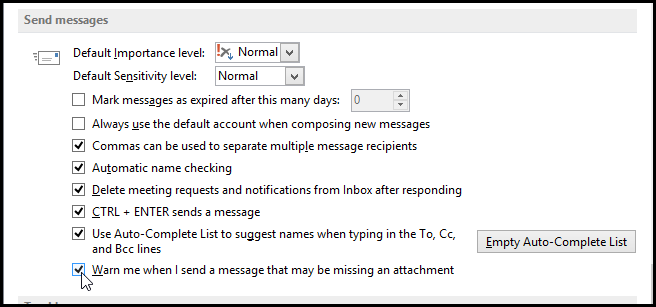 Send messages
Default Importance level: Normal
Default Sensitivity level: Normal
Mark messages as expired after this many days: 0
Always use the default account when composing new messages
Commas can be used to separate multiple message recipients
Automatic name checking
Delete meeting requests and notifications from Inbox after responding
CTRL + ENTER sends a message
Use Auto-Complete List to suggest names when typing in the To, Cc,
and Bcc lines
Empty Auto-Complete List
Warn me when I send a message that may be missing an attachment